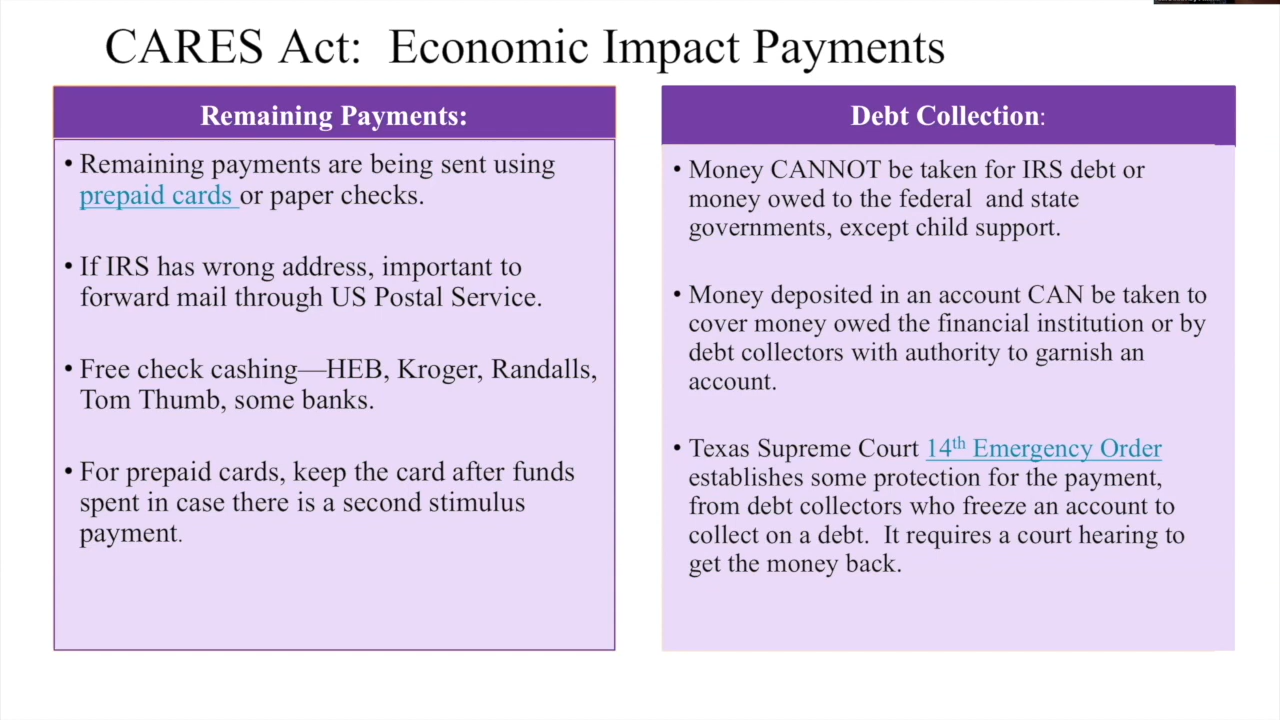 CARES Act: Economic Impact Payments
Remaining Payments:
• Remaining payments are being sent using
prepaid cards or paper checks.
• If IRS has wrong address, important to
forward mail through US Postal Service.
• Free check cashing—HEB, Kroger, Randalls,
Tom Thumb, some banks.
• For prepaid cards, keep the card after funds
spent in case there is a second stimulus
payment.
Debt Collection:
• Money CANNOT be taken for IRS debt or
money owed to the federal and state
governments, except child support.
• Money deposited in an account CAN be taken to
cover money owed the financial institution or by
debt collectors with authority to garnish an
account.
• Texas Supreme Court 14th Emergency Order
establishes some protection for the payment,
from debt collectors who freeze an account to
collect on a debt. It requires a court hearing to
get the money back.